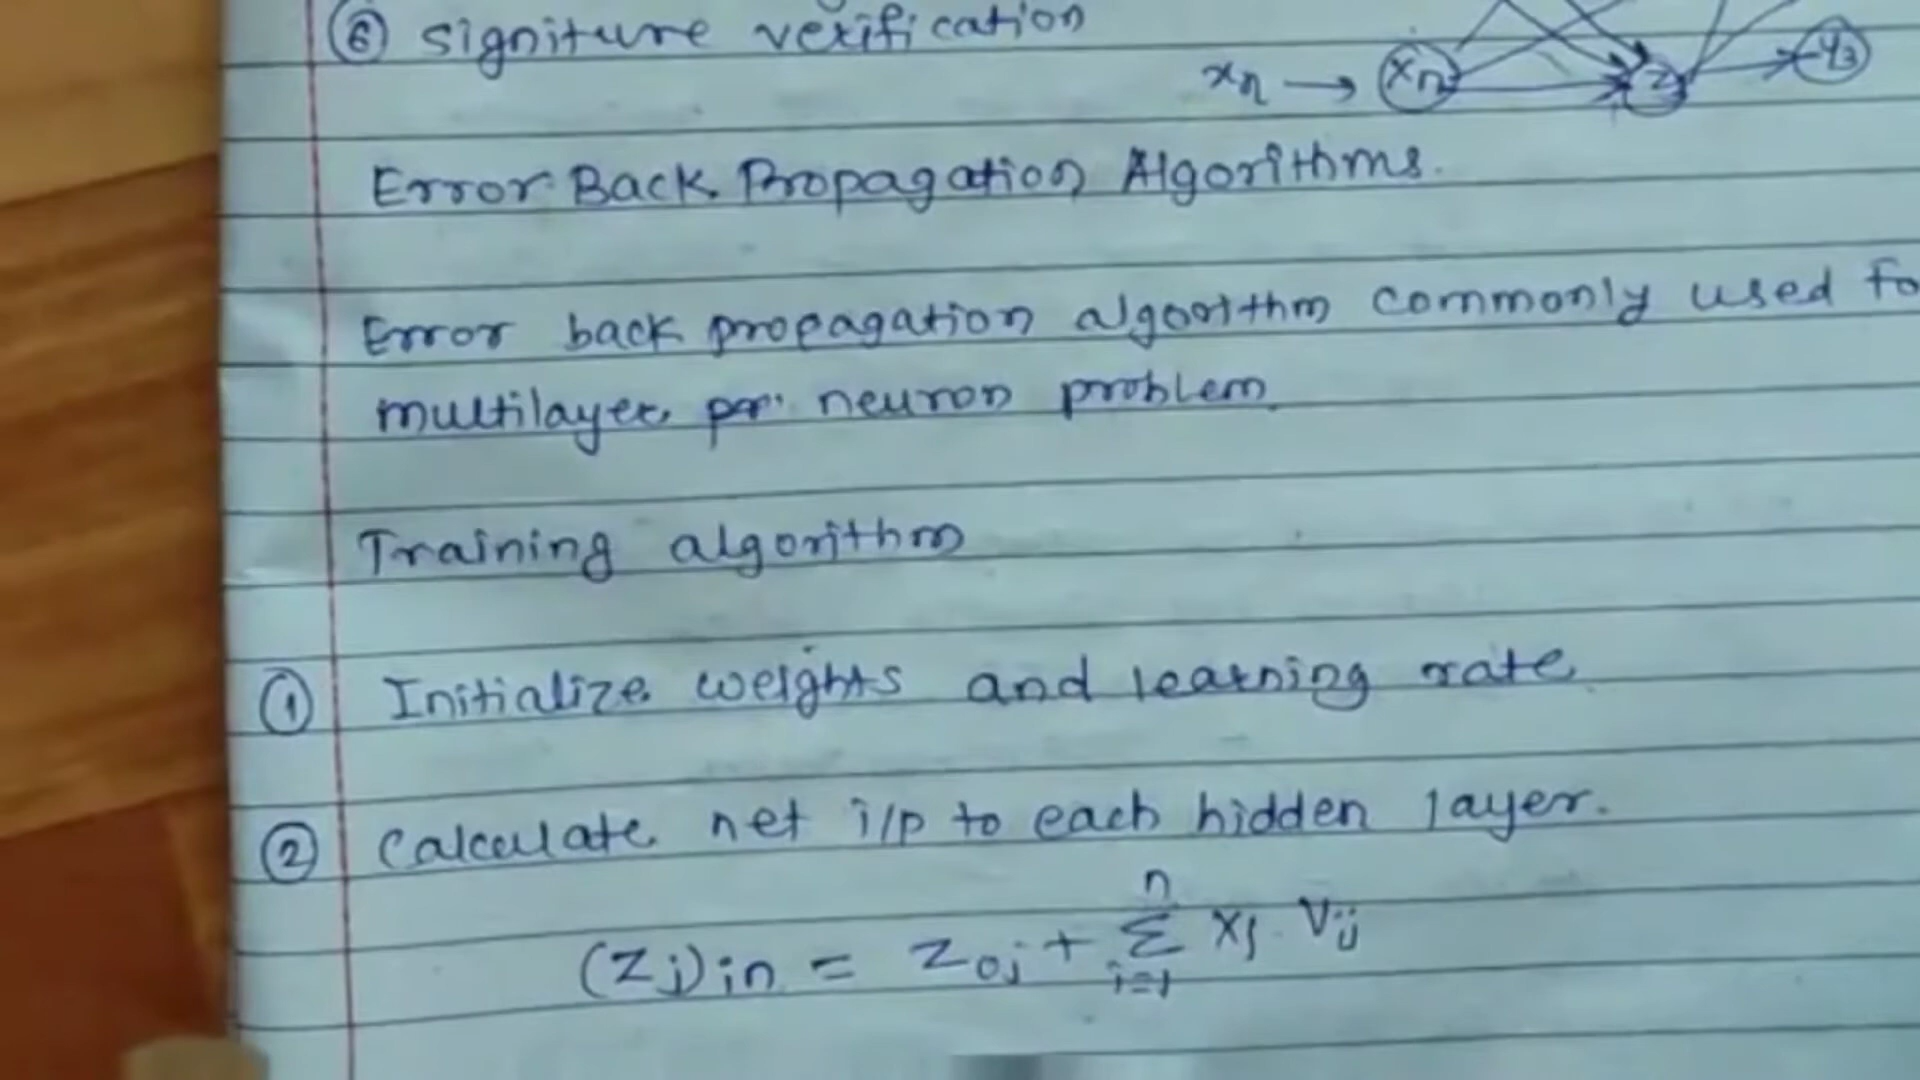 ⑥ signiture verification
xn → Xn Z y3
Error Back Propagation Algorithms.
Error back propagation algorithm commonly used fo
multilayer per neuron problem
Training algorithm
① Initialize weights and learning rate
② Calculate net i/p to each hidden layer.
(Zj)in = Z0j + n Σ i=1 xi . Vij